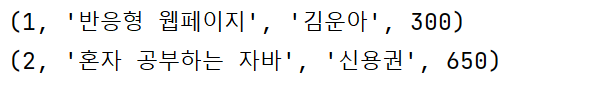 (1, '반응형 웹페이지', '김운아', 300)
(2, '혼자 공부하는 자바', '신용권', 650)